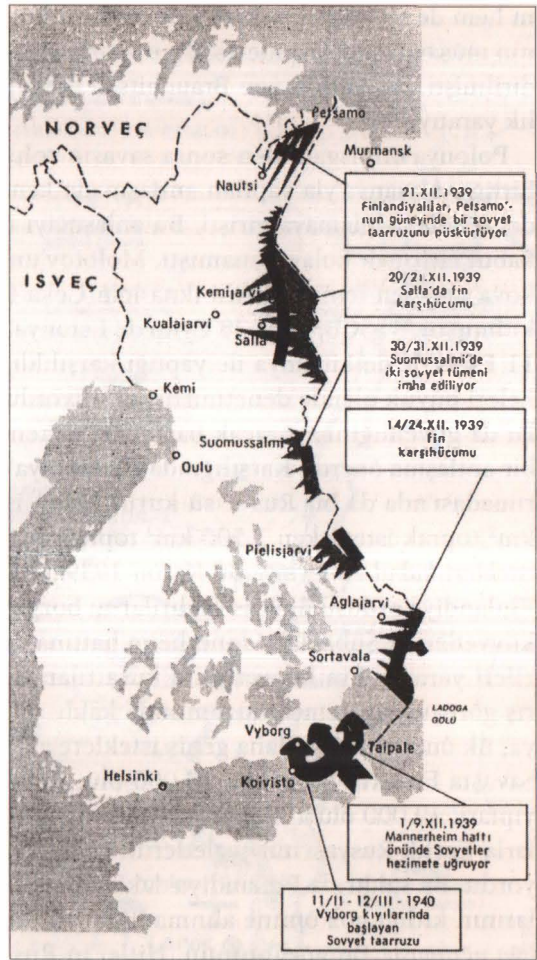 NORVEÇ
Petsamo
Murmansk
Nautsi
21.XII.1939
Finlandiyalılar, Petsamo'-
nun güneyinde bir sovyet
taarruzu püskürtüyor
İSVEÇ
Kemijarvi
Kualajarvi
Salla
20/21.XII.1939
Salla'da fin
karşıhücumu
30/31.XII.1939
Suomussalmi'de
iki sovyet tümeni
imha ediliyor
Kemi
14/24.XII. 1939
fin
karşıhücumu
Suomussalmi
Oulu
Pielisjarvi
Aglajarvi
Sortavala
LADOGA
GÖLÜ
Vyborg
Taipale
Helsinki
Koivisto
1/9.XII.1939
Mannerheim hattı
önünde Sovyetler
hezimete uğruyor
11/II - 12/III - 1940
Vyborg kıyılarında
başlayan
Sovyet taarruzu